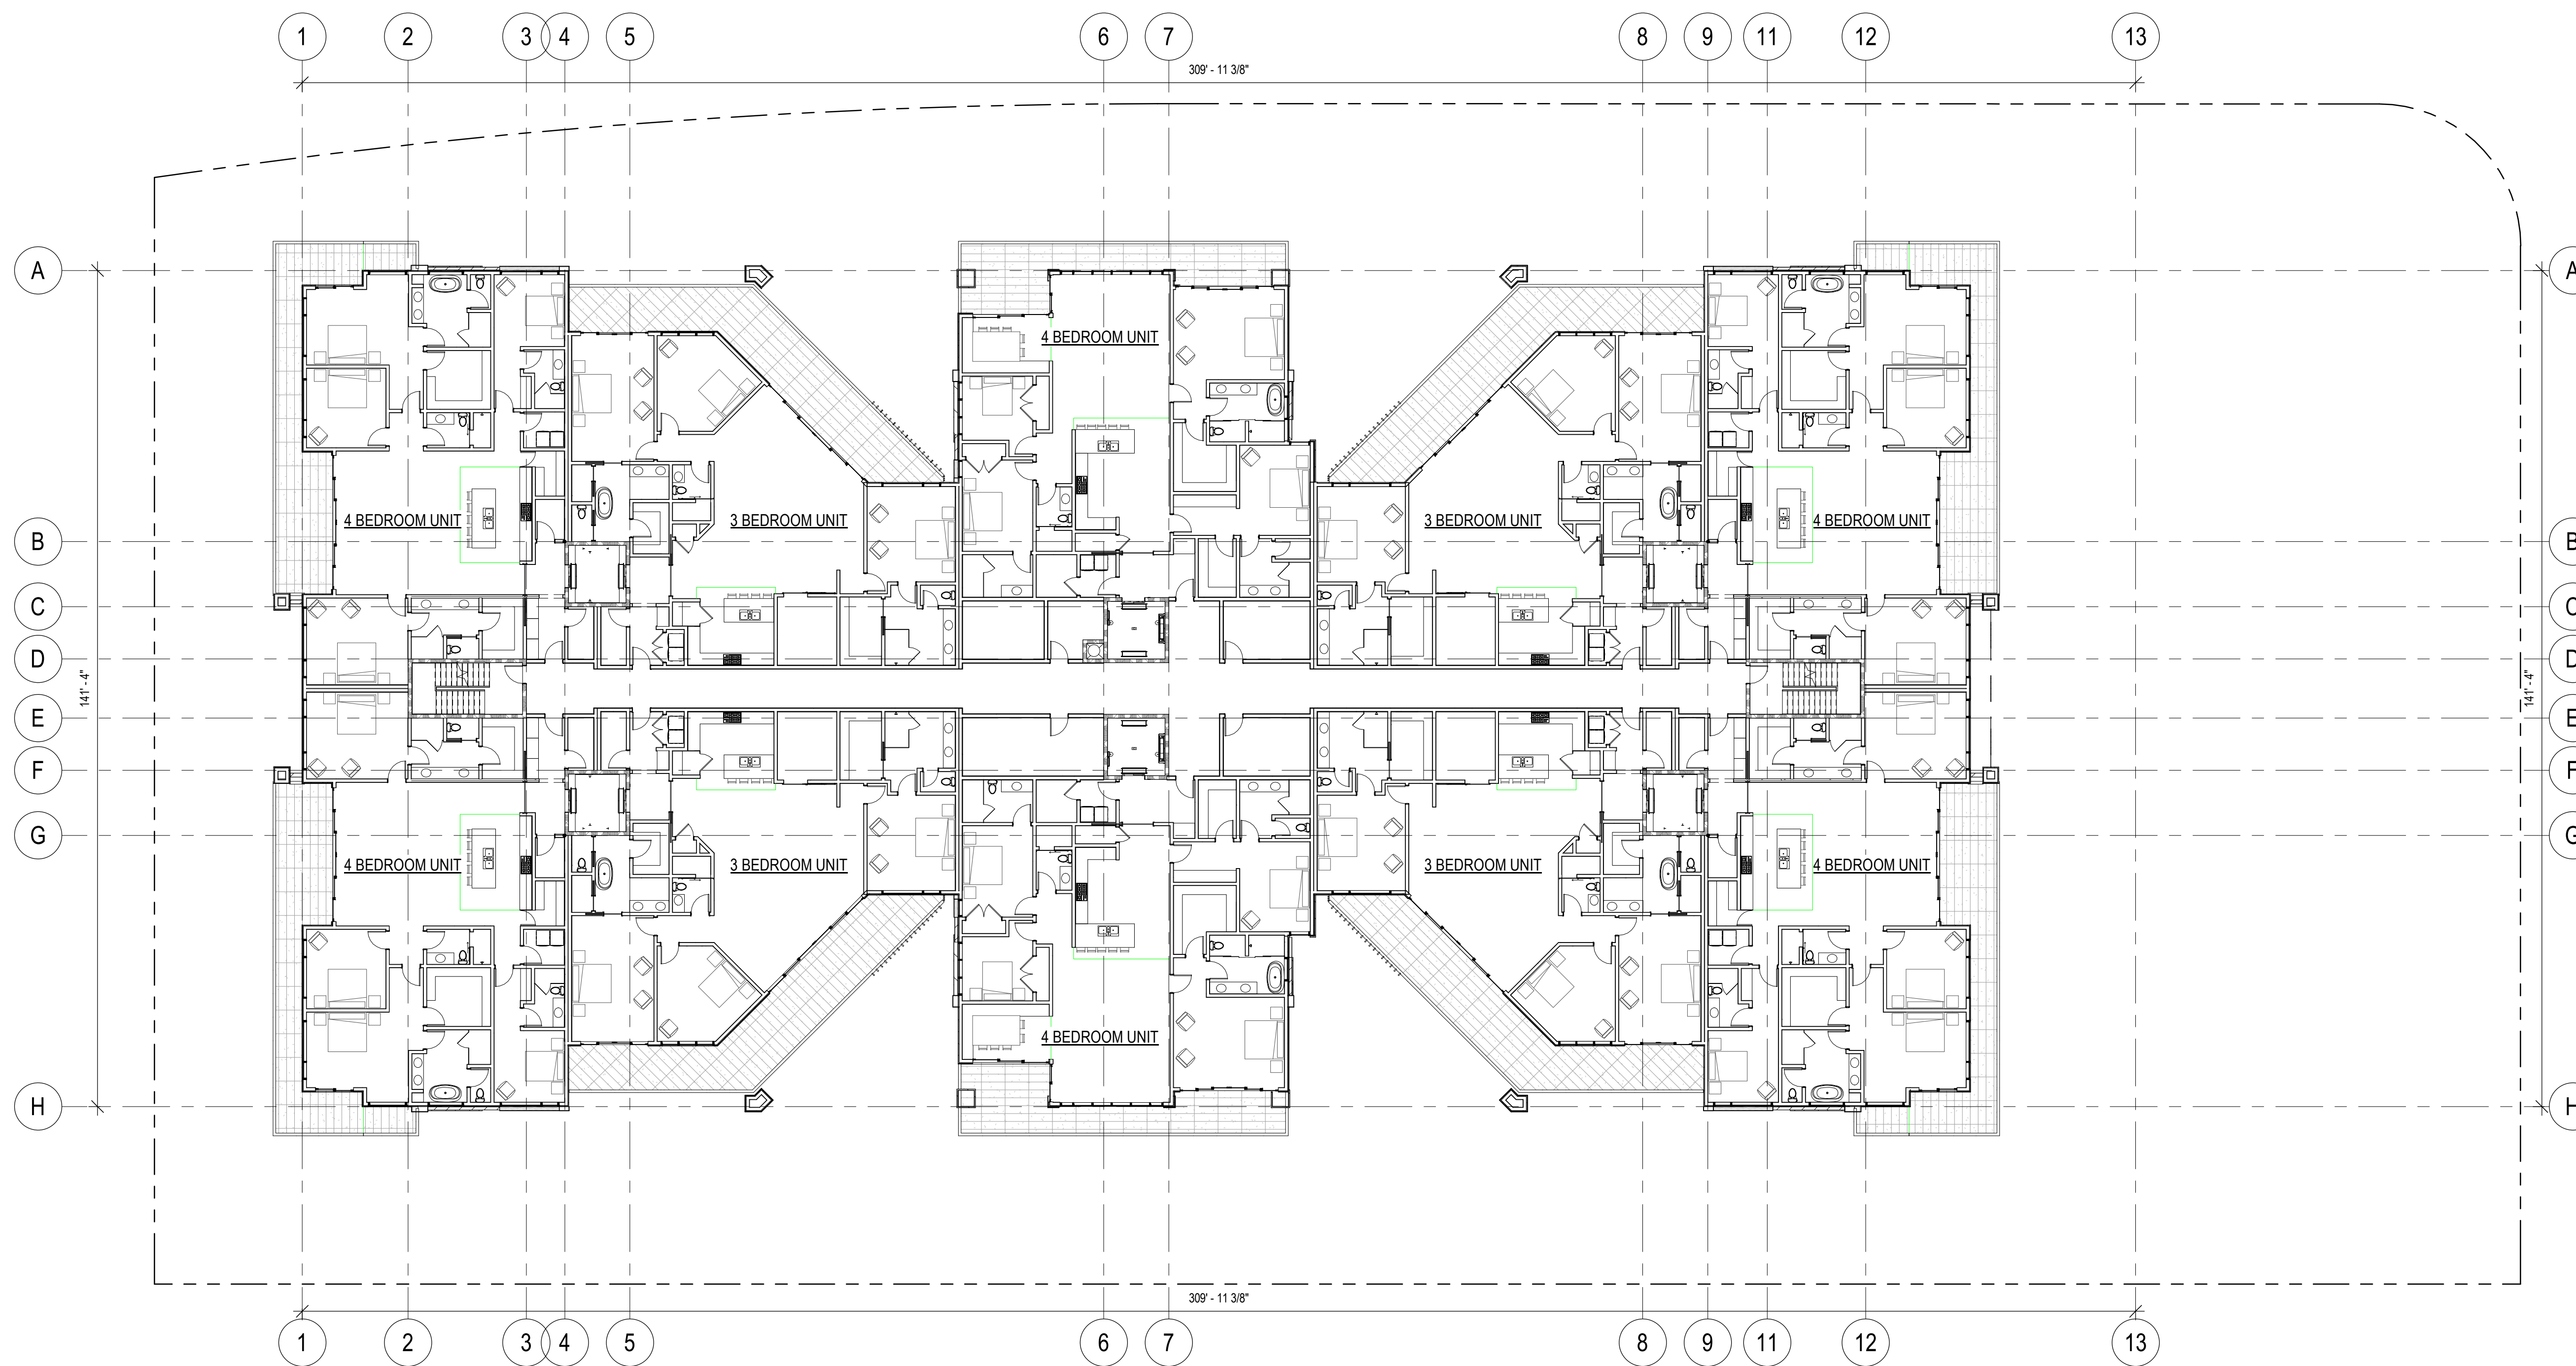 1 2 3 4 5 6 7 8 9 11 12 13
309' - 11 3/8"
A A
4 BEDROOM UNIT
4 BEDROOM UNIT 3 BEDROOM UNIT 3 BEDROOM UNIT 4 BEDROOM UNIT
B B
C C
D D
141' - 4" 141' - 4"
E E
F F
G G
4 BEDROOM UNIT 3 BEDROOM UNIT 3 BEDROOM UNIT 4 BEDROOM UNIT
4 BEDROOM UNIT
H H
309' - 11 3/8"
1 2 3 4 5 6 7 8 9 11 12 13